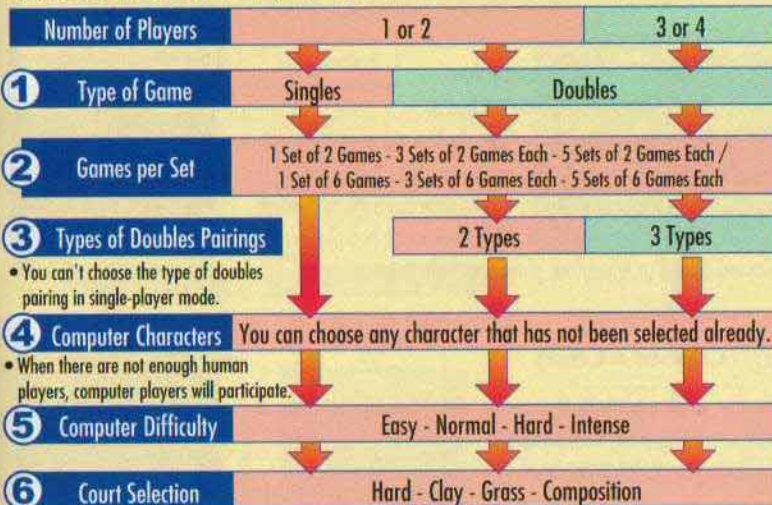 Number of Players 1 or 2 3 or 4
1 Type of Game Singles Doubles
2 Games per Set 1 Set of 2 Games - 3 Sets of 2 Games Each - 5 Sets of 2 Games Each /
1 Set of 6 Games - 3 Sets of 6 Games Each - 5 Sets of 6 Games Each
3 Types of Doubles Pairings 2 Types 3 Types
• You can't choose the type of doubles
pairing in single-player mode.
4 Computer Characters You can choose any character that has not been selected already.
• When there are not enough human
players, computer players will participate.
5 Computer Difficulty Easy - Normal - Hard - Intense
6 Court Selection Hard - Clay - Grass - Composition